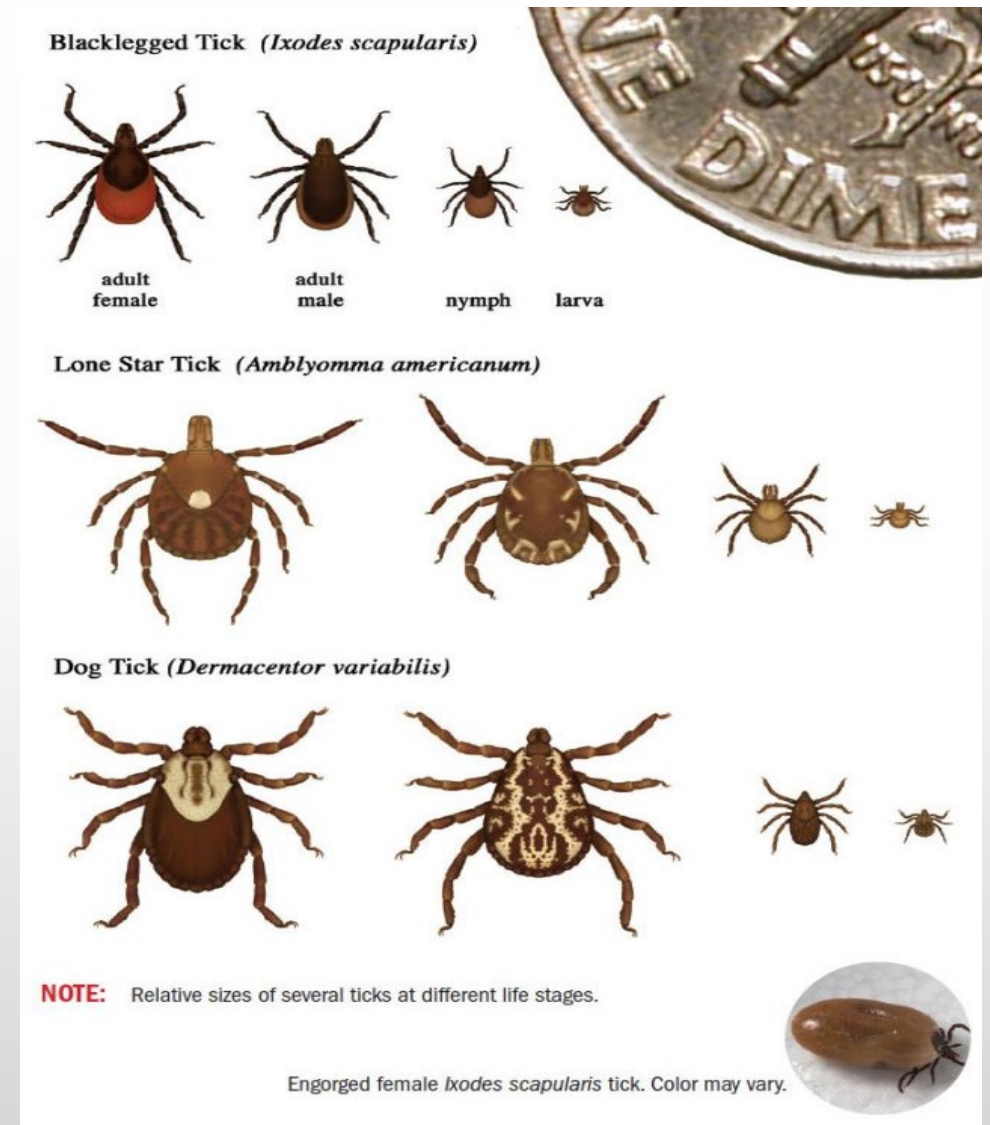 Blacklegged Tick (Ixodes scapularis)
NE DIME
adult female
adult male
nymph
larva
Lone Star Tick (Amblyomma americanum)
Dog Tick (Dermacentor variabilis)
NOTE: Relative sizes of several ticks at different life stages.
Engorged female Ixodes scapularis tick. Color may vary.